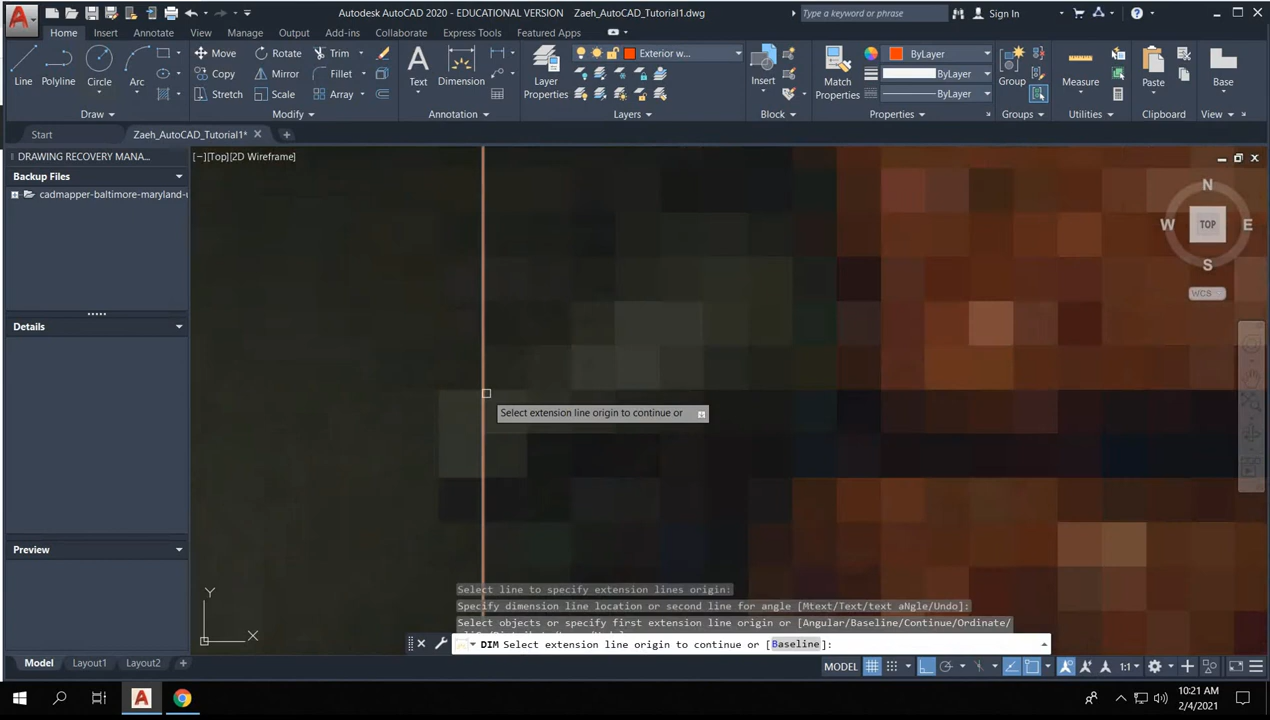 Autodesk AutoCAD 2020 - EDUCATIONAL VERSION    Zaeh_AutoCAD_Tutorial1.dwg
Type a keyword or phrase
Sign In
Home Insert Annotate View Manage Output Add-ins Collaborate Express Tools Featured Apps
Line
Polyline
Circle
Arc
Draw
Move
Rotate
Trim
Copy
Mirror
Fillet
Stretch
Scale
Array
Modify
Text
Dimension
Annotation
Layer
Properties
Exterior w...
Layers
Insert
Block
Match
Properties
ByLayer
ByLayer
ByLayer
Properties
Group
Groups
Measure
Utilities
Paste
Clipboard
Base
View
Start
Zaeh_AutoCAD_Tutorial1*
DRAWING RECOVERY MANA...
[−][Top][2D Wireframe]
Backup Files
cadmapper-baltimore-maryland-u
N
W TOP E
S
WCS
Details
Select extension line origin to continue or
Preview
Select line to specify extension lines origin:
Specify dimension line location or second line for angle [Mtext/Text/text aNgle/Undo]:
Select objects or specify first extension line origin or [Angular/Baseline/Continue/Ordinate/
Y
X
DIM Select extension line origin to continue or [Baseline]:
Model Layout1 Layout2
MODEL
1:1
10:21 AM
2/4/2021